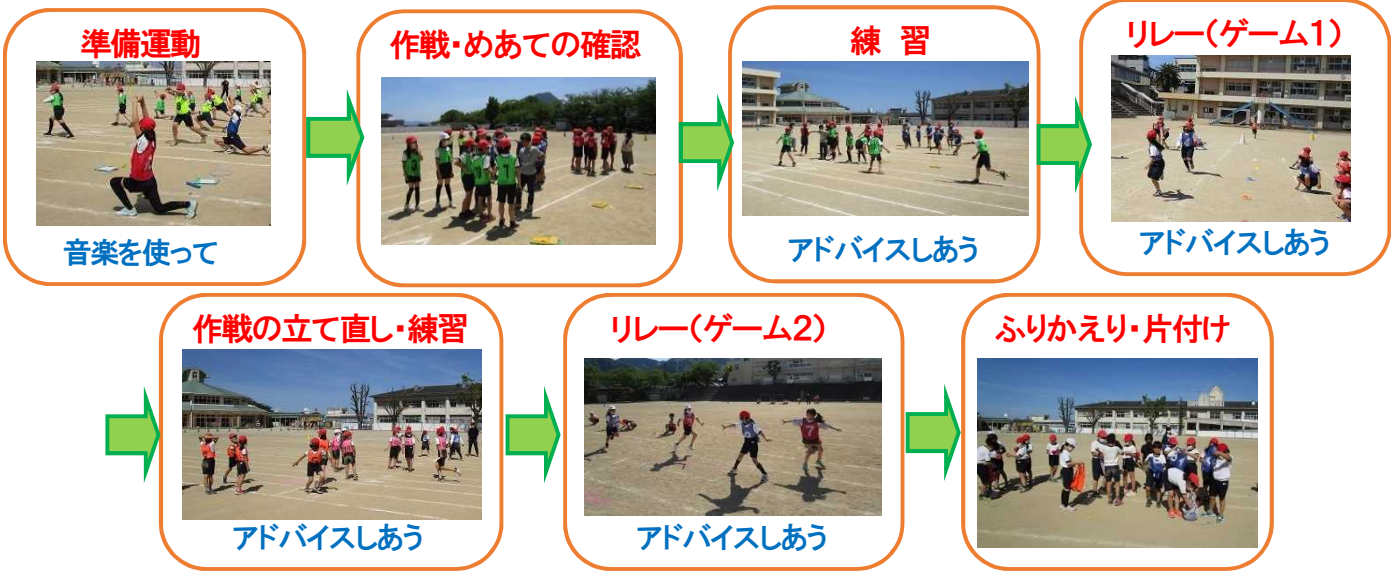 準備運動
音楽を使って
作戦・めあての確認
練 習
アドバイスしあう
リレー(ゲーム1)
アドバイスしあう
作戦の立て直し・練習
アドバイスしあう
リレー(ゲーム2)
アドバイスしあう
ふりかえり・片付け